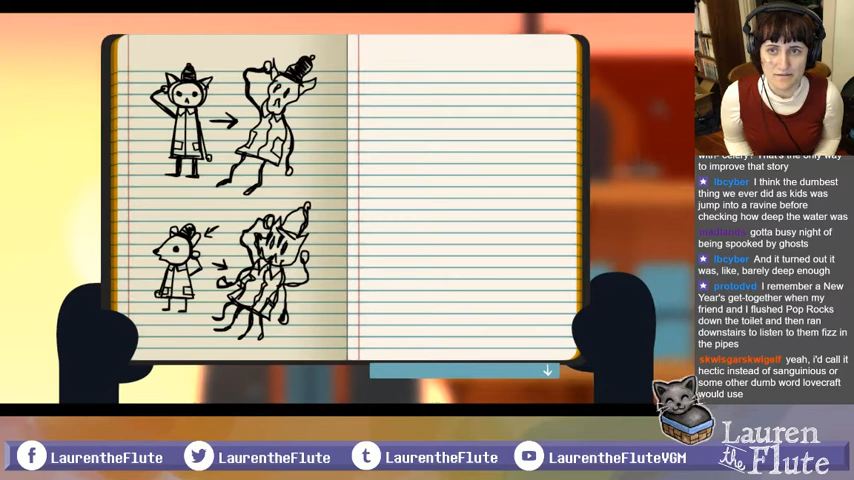 with- celery? That's the only way
to improve that story
lbcyber I think the dumbest
thing we ever did as kids was
jump into a ravine before
checking how deep the water was
gotta busy night of
being spooked by ghosts
lbcyber And it turned out it
was, like, barely deep enough
protodvd I remember a New
Year's get-together when my
friend and I flushed Pop Rocks
down the toilet and then ran
downstairs to listen to them fizz in
the pipes
skwisgarskwigelf yeah, i'd call it
hectic instead of sanguinious or
some other dumb word lovecraft
would use
Lauren
the Flute
LaurentheFlute
LaurentheFlute
LaurentheFlute
LaurentheFluteVGM